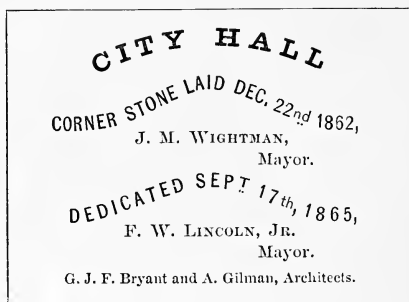 CITY HALL
CORNER STONE LAID DEC. 22nd 1862,
J. M. WIGHTMAN,
Mayor.
DEDICATED SEPT 17th, 1865,
F. W. LINCOLN, JR.
Mayor.
G. J. F. Bryant and A. Gilman, Architects.